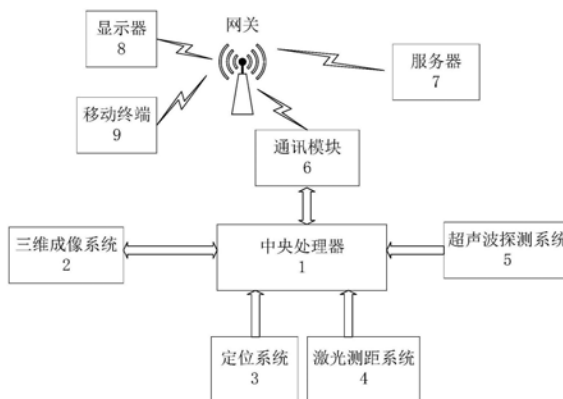 显示器
8
网关
服务器
7
移动终端
9
通讯模块
6
三维成像系统
2
中央处理器
1
超声波探测系统
5
定位系统
3
激光测距系统
4